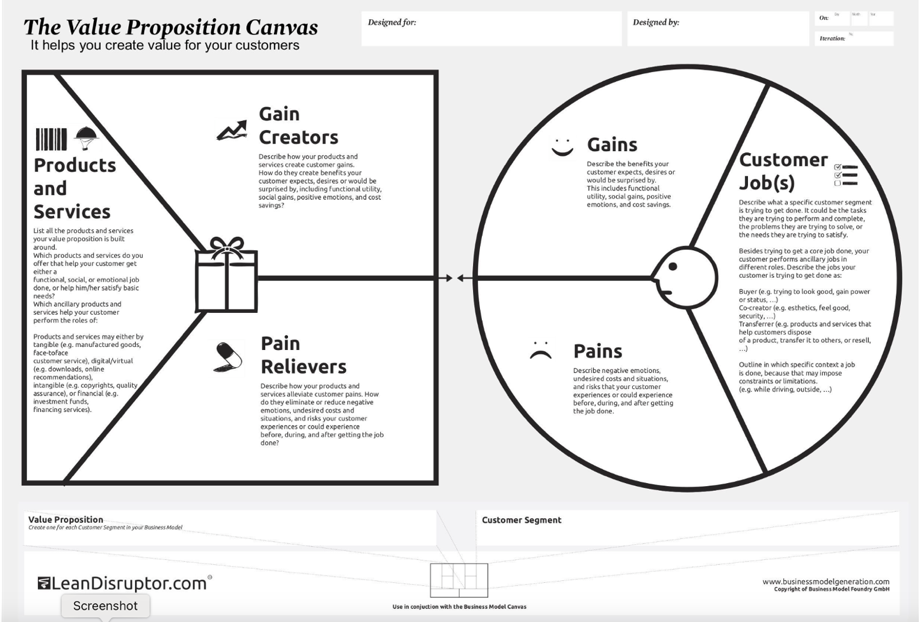 The Value Proposition Canvas
It helps you create value for your customers
Designed for:
Designed by:
On:
Iteration:
Products
and
Services
List all the products and services
your value proposition is built
around.
Which products and services do you
offer that help your customer get
either a
functional, social, or emotional job
done, or help him/her satisfy basic
needs?
Which ancillary products and
services help your customer
perform the roles of:
Products and services may either by
tangible (e.g. manufactured goods,
face-toface
customer service), digital/virtual
(e.g. downloads, online
recommendations),
intangible (e.g. copyrights, quality
assurance), or financial (e.g.
investment funds,
financing services).
Gain
Creators
Describe how your products and
services create customer gains.
How do they create benefits your
customer expects, desires or would be
surprised by, including functional utility,
social gains, positive emotions, and cost
savings?
Pain
Relievers
Describe how your products and
services alleviate customer pains. How
do they eliminate or reduce negative
emotions, undesired costs and
situations, and risks your customer
experiences or could experience
before, during, and after getting the job
done?
Gains
Describe the benefits your
customer expects, desires or
would be surprised by.
This includes functional
utility, social gains, positive
emotions, and cost savings.
Pains
Describe negative emotions,
undesired costs and situations,
and risks that your customer
experiences or could experience
before, during, and after getting
the job done.
Customer
Job(s)
Describe what a specific customer segment
is trying to get done. It could be the tasks
they are trying to perform and complete,
the problems they are trying to solve, or
the needs they are trying to satisfy.
Besides trying to get a core job done, your
customer performs ancillary jobs in
different roles. Describe the jobs your
customer is trying to get done as:
Buyer (e.g. trying to look good, gain power
or status, ...)
Co-creator (e.g. esthetics, feel good,
security, ...)
Transferrer (e.g. products and services that
help customers dispose
of a product, transfer it to others, or resell,
...)
Outline in which specific context a job
is done, because that may impose
constraints or limitations.
(e.g. while driving, outside, ...)
Value Proposition
Create one for each Customer Segment in your Business Model
Customer Segment
LeanDisruptor.com®
Screenshot
Use in conjection with the Business Model Canvas
www.businessmodelgeneration.com
Copyright of Business Model Foundry GmbH